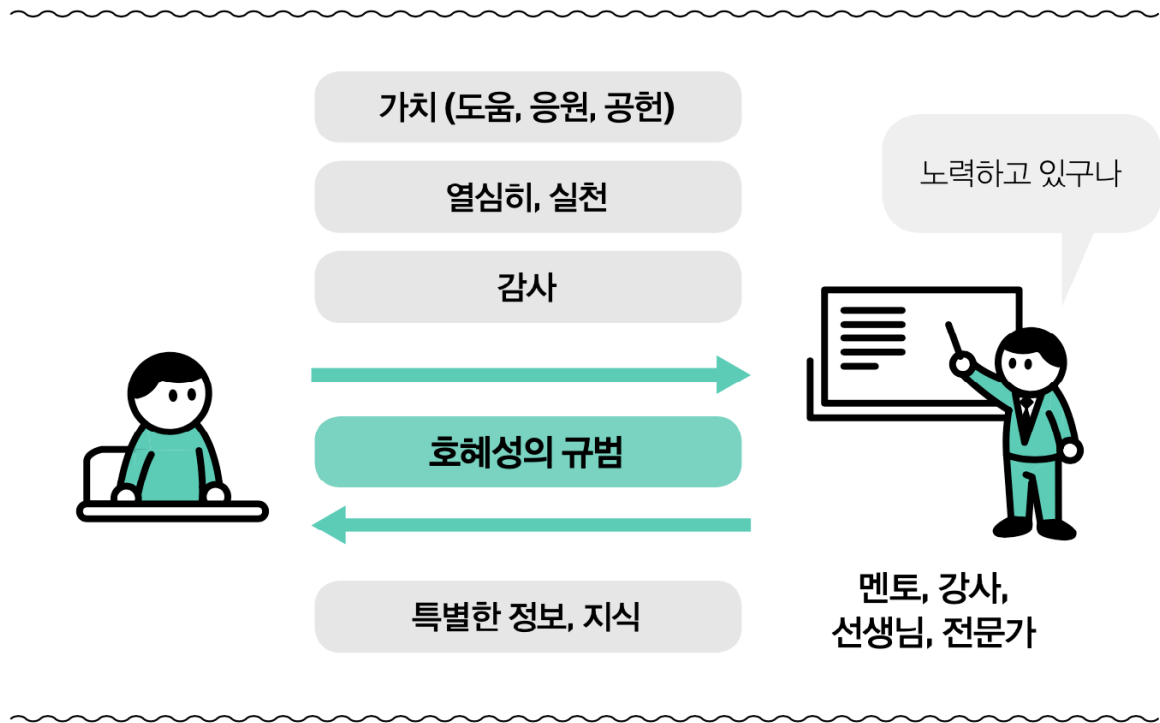 가치 (도움, 응원, 공헌)
열심히, 실천
감사
노력하고 있구나
호혜성의 규범
특별한 정보, 지식
멘토, 강사,
선생님, 전문가